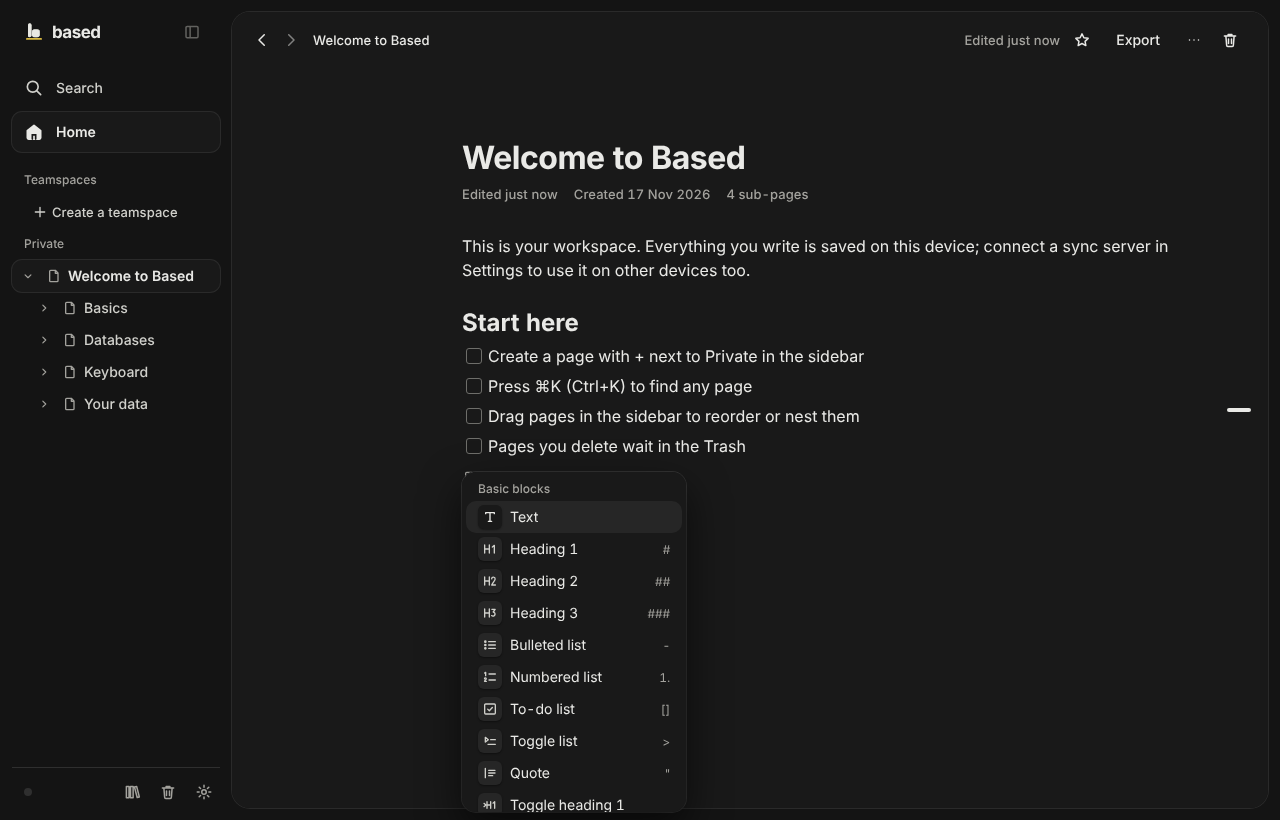 based
Search
Home
Teamspaces
+ Create a teamspace
Private
Welcome to Based
Basics
Databases
Keyboard
Your data
Welcome to Based
Edited just now
Export
Welcome to Based
Edited just now Created 17 Nov 2026 4 sub-pages
This is your workspace. Everything you write is saved on this device; connect a sync server in
Settings to use it on other devices too.
Start here
Create a page with + next to Private in the sidebar
Press ⌘K (Ctrl+K) to find any page
Drag pages in the sidebar to reorder or nest them
Pages you delete wait in the Trash
Basic blocks
T Text
H1 Heading 1 #
H2 Heading 2 ##
H3 Heading 3 ###
Bulleted list -
Numbered list 1.
To-do list []
Toggle list >
Quote "
H1 Toggle heading 1